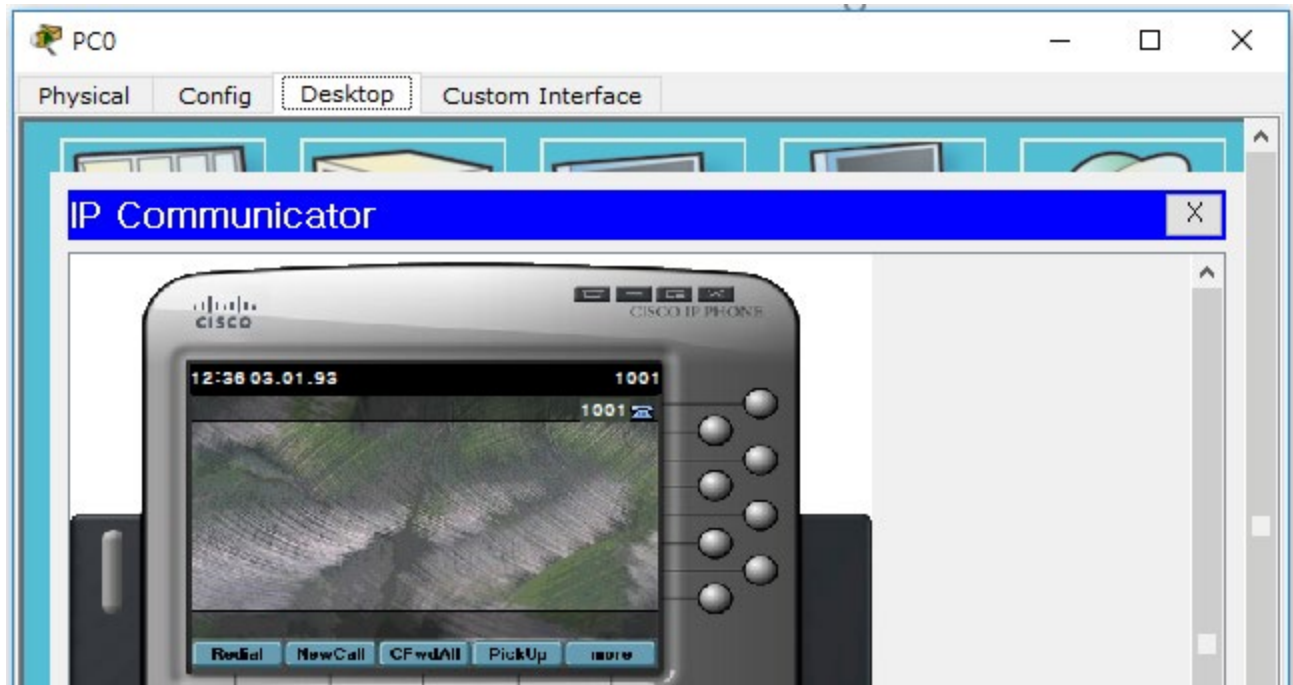 PC0
Physical Config Desktop Custom Interface
IP Communicator X
CISCO
CISCO IP PHONE
12:36 03.01.93 1001
1001
Redial NewCall CFwdAll PickUp more